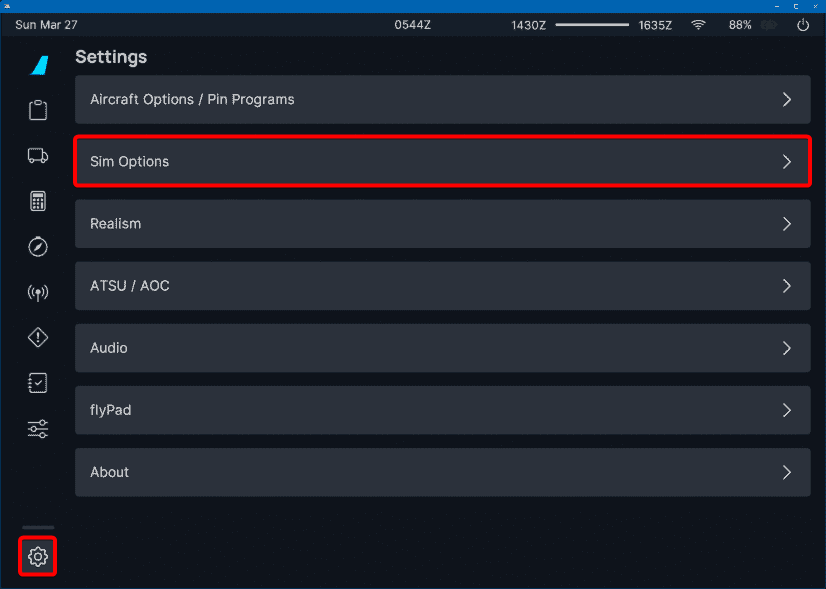 Sun Mar 27 0544Z 1430Z 1635Z 88%
Settings
Aircraft Options / Pin Programs
Sim Options
Realism
ATSU / AOC
Audio
flyPad
About